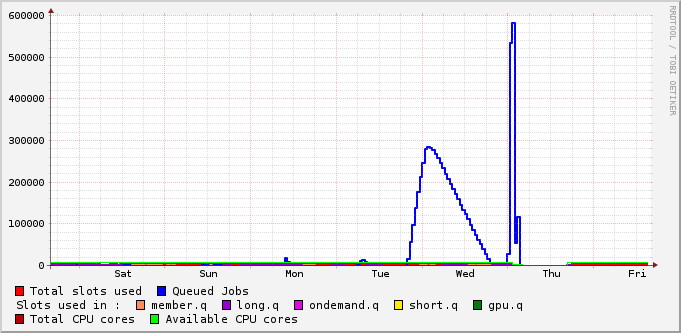 600000
500000
400000
300000
200000
100000
0
Sat Sun Mon Tue Wed Thu Fri
Total slots used Queued Jobs
Slots used in : member.q long.q ondemand.q short.q gpu.q
Total CPU cores Available CPU cores
RRDTOOL / TOBI OETIKER